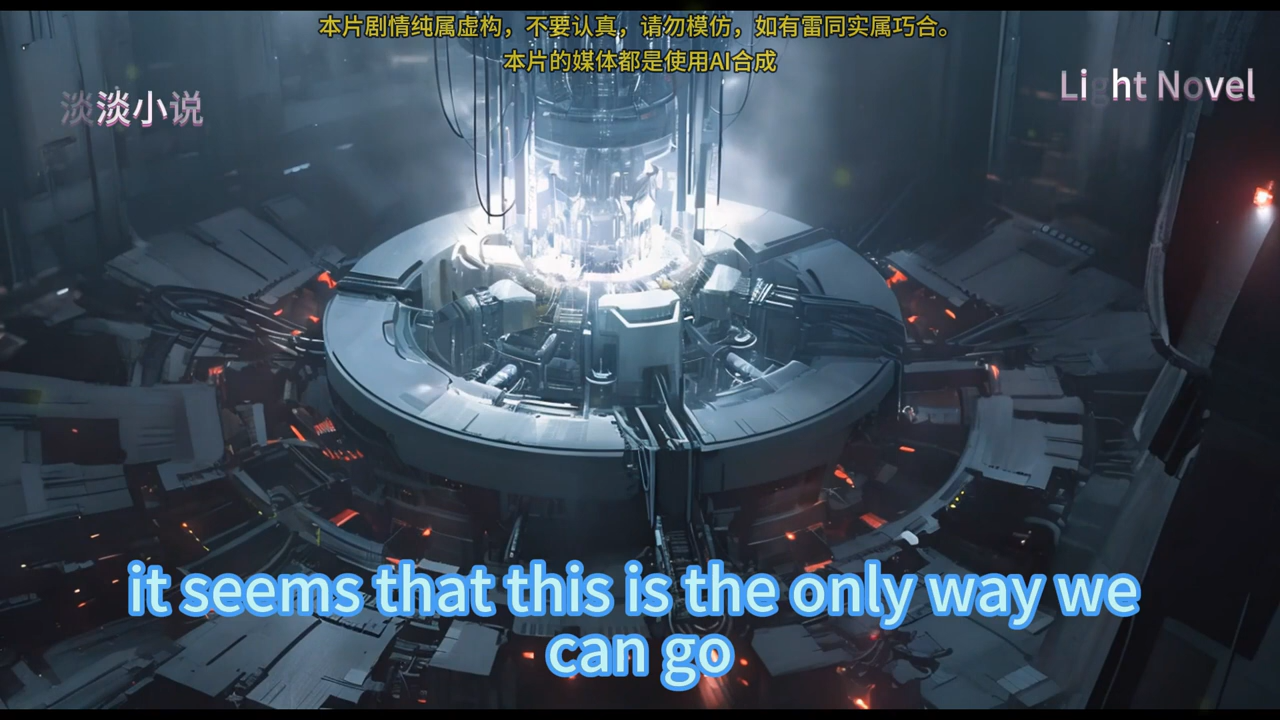 本片剧情纯属虚构，不要认真，请勿模仿，如有雷同实属巧合。
本片的媒体都是使用AI合成
淡淡小说
Light Novel
it seems that this is the only way we
can go